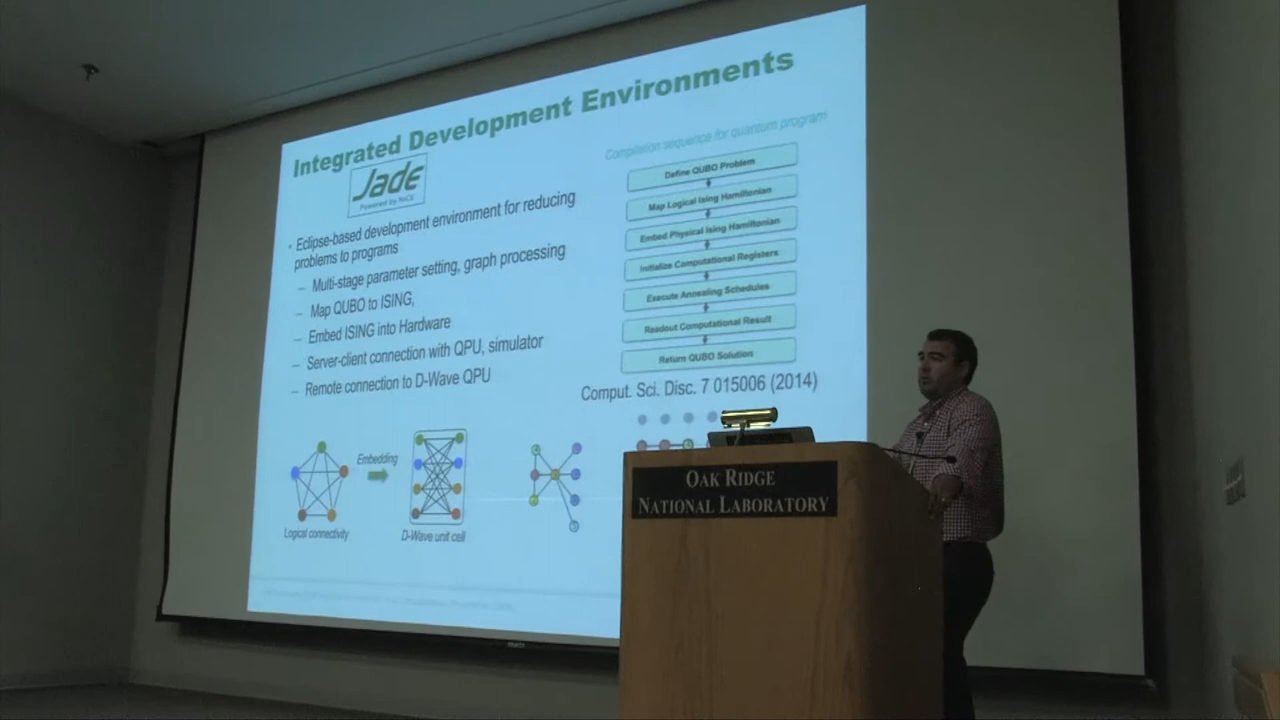 Integrated Development Environments
Jade
Powered by NiCE
Compilation sequence for quantum program
Define QUBO Problem
Map Logical Ising Hamiltonian
Embed Physical Ising Hamiltonian
Initialize Computational Registers
Execute Annealing Schedules
Readout Computational Result
Return QUBO Solution
Comput. Sci. Disc. 7 015006 (2014)
• Eclipse-based development environment for reducing
problems to programs
– Multi-stage parameter setting, graph processing
– Map QUBO to ISING,
– Embed ISING into Hardware
– Server-client connection with QPU, simulator
– Remote connection to D-Wave QPU
Embedding
Logical connectivity
D-Wave unit cell
OAK RIDGE
NATIONAL LABORATORY